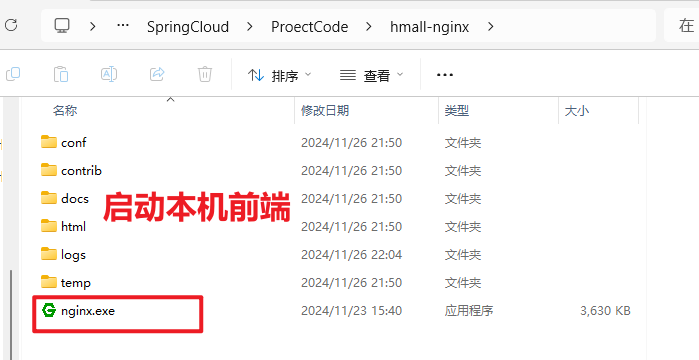 … SpringCloud > ProectCode > hmall-nginx > 在
排序 查看 …
名称 修改日期 类型 大小
conf 2024/11/26 21:50 文件夹
contrib 2024/11/26 21:50 文件夹
docs 2024/11/26 21:50 文件夹
启动本机前端
html 2024/11/26 21:50 文件夹
logs 2024/11/26 22:04 文件夹
temp 2024/11/26 21:50 文件夹
nginx.exe 2024/11/23 15:40 应用程序 3,630 KB